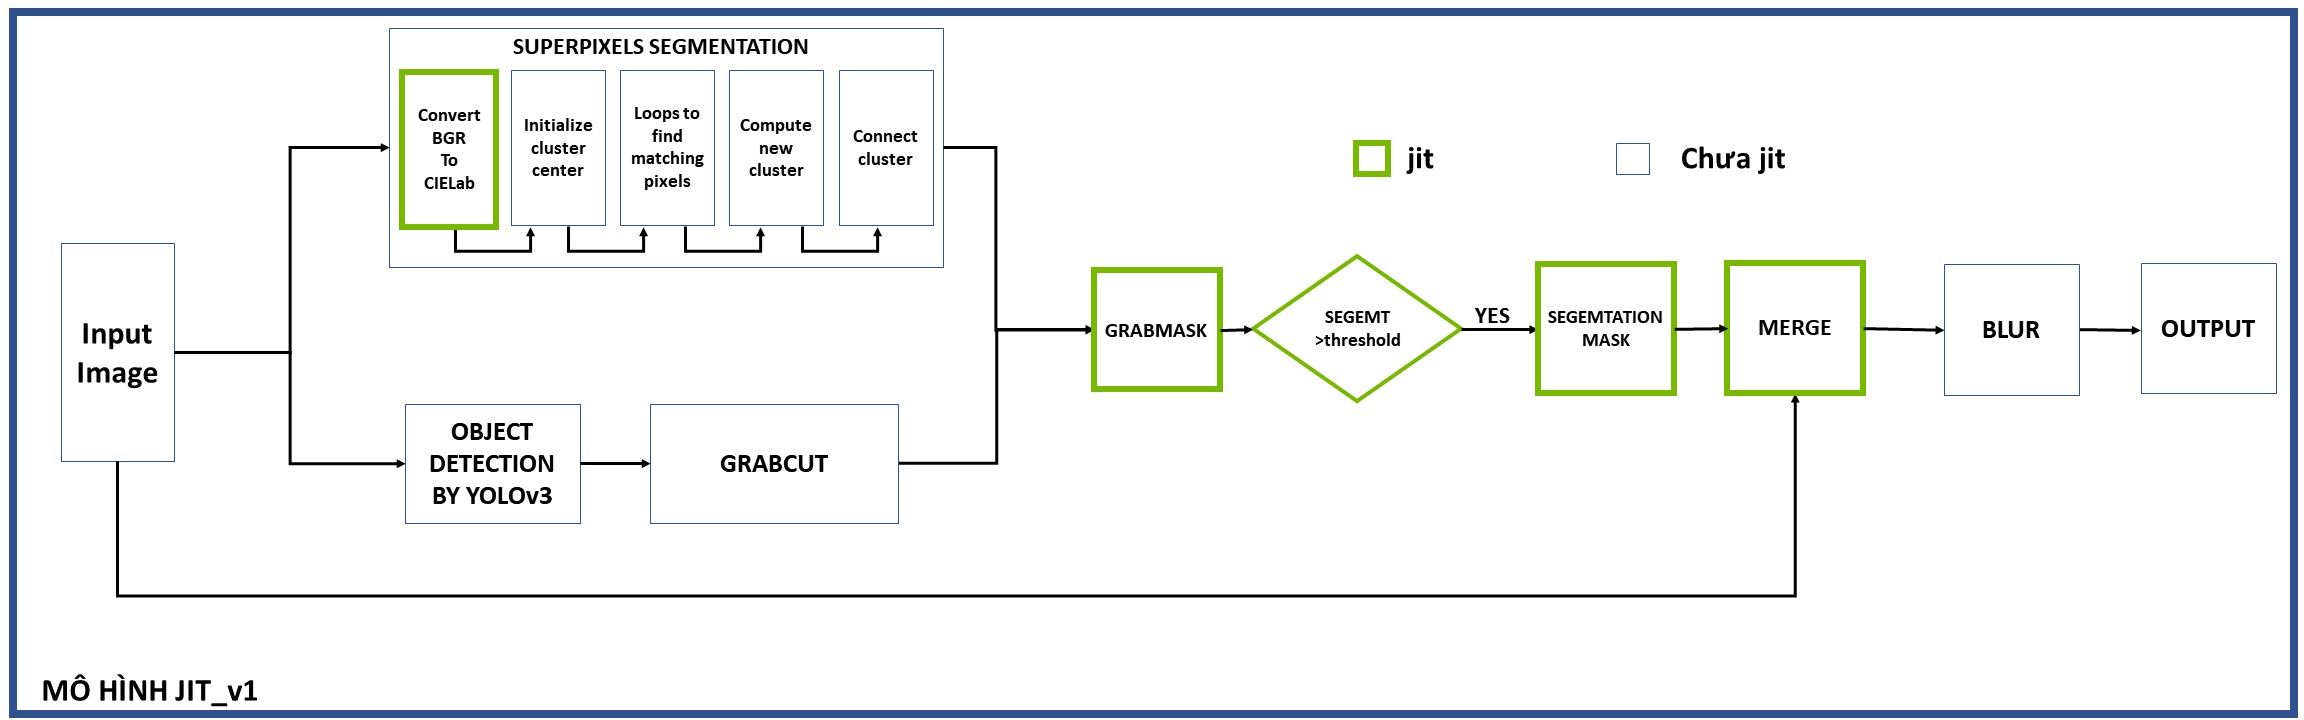 SUPERPIXELS SEGMENTATION
Convert
BGR
To
CIELab
Initialize
cluster
center
Loops to
find
matching
pixels
Compute
new
cluster
Connect
cluster
jit
Chưa jit
Input
Image
OBJECT
DETECTION
BY YOLOv3
GRABCUT
GRABMASK
SEGEMT
>threshold
YES
SEGEMTATION
MASK
MERGE
BLUR
OUTPUT
MÔ HÌNH JIT_v1